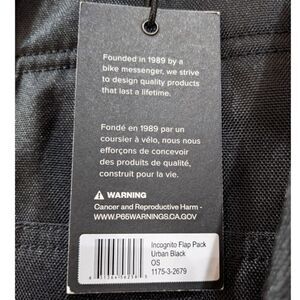 Founded in 1989 by a
bike messenger, we strive
to design quality products
that last a lifetime.
Fondé en 1989 par un
coursier à vélo, nous nous
efforçons de concevoir
des produits de qualité,
construit pour la vie.
WARNING
Cancer and Reproductive Harm -
WWW.P65WARNINGS.CA.GOV
Incognito Flap Pack
Urban Black
OS
1175-3-2679